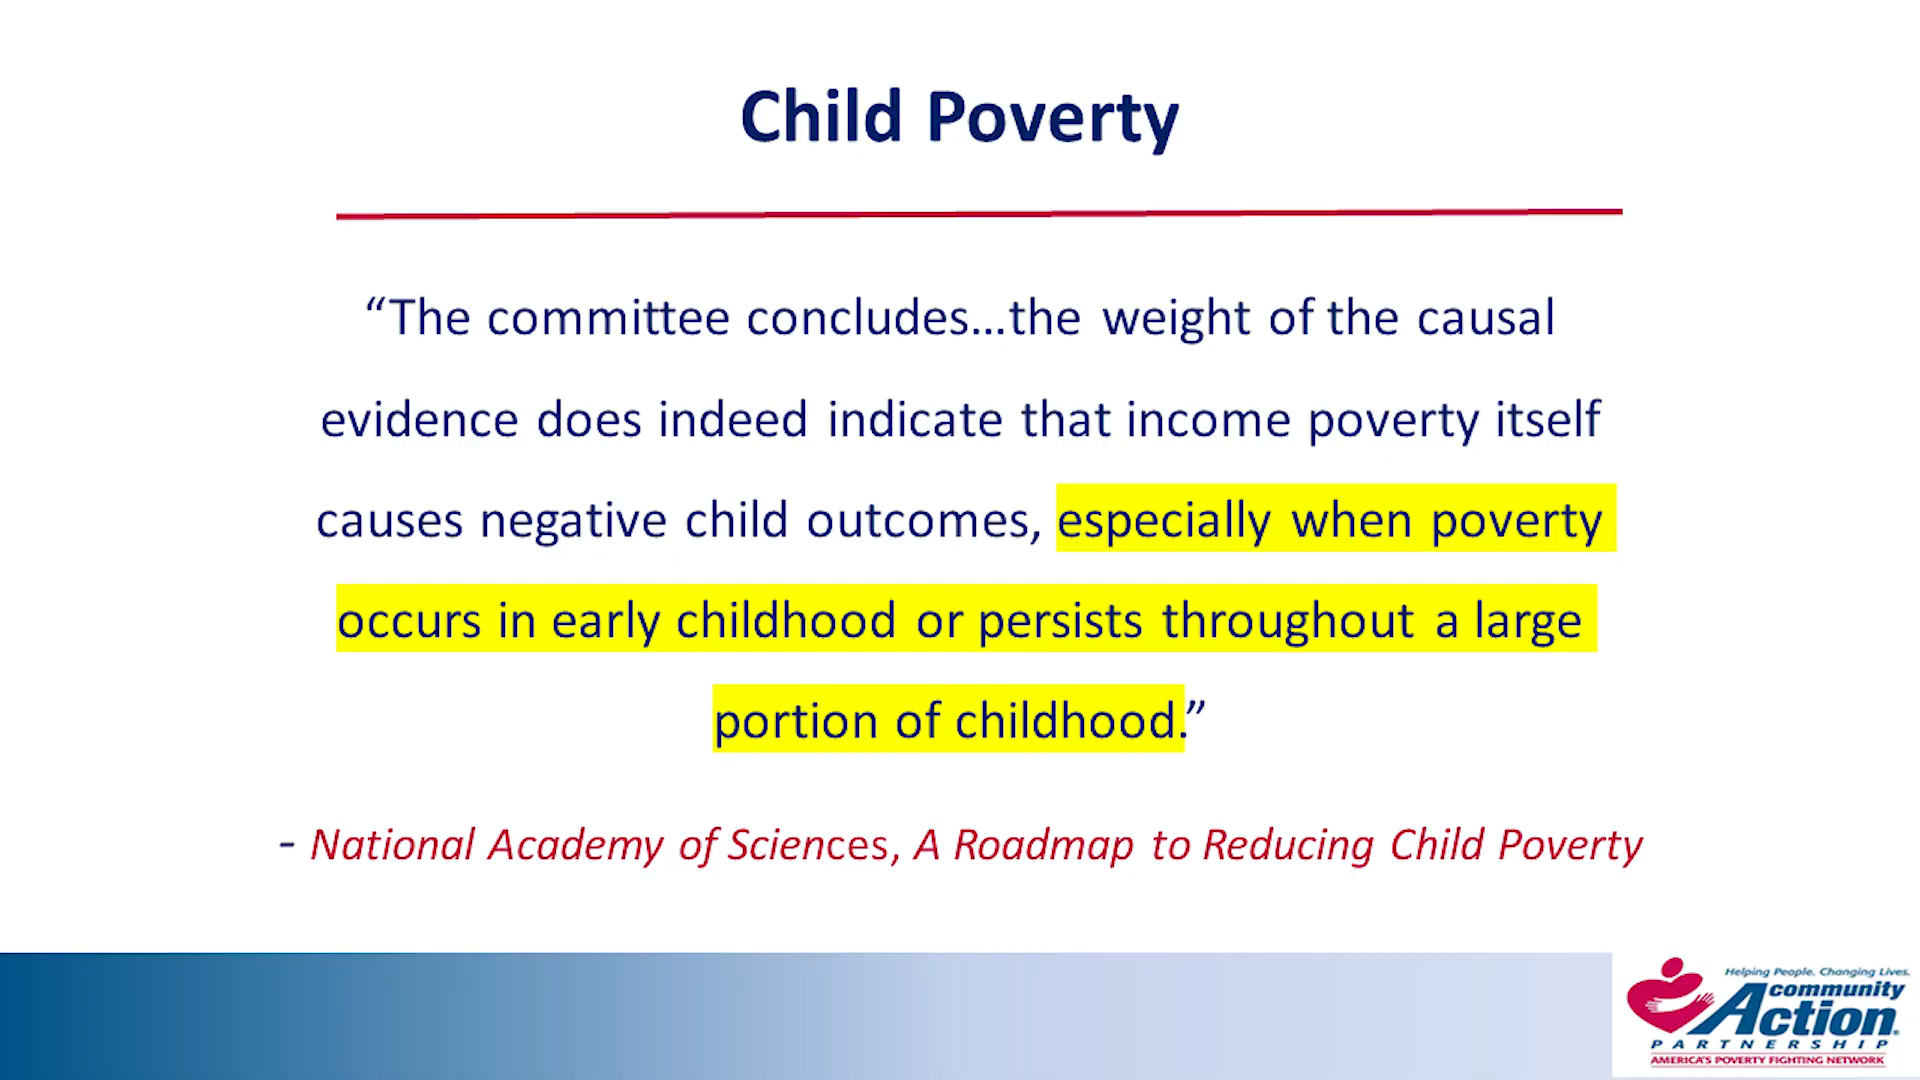 Child Poverty
“The committee concludes...the weight of the causal
evidence does indeed indicate that income poverty itself
causes negative child outcomes, especially when poverty
occurs in early childhood or persists throughout a large
portion of childhood.”
- National Academy of Sciences, A Roadmap to Reducing Child Poverty
Helping People. Changing Lives.
community
Action
PARTNERSHIP
AMERICA'S POVERTY FIGHTING NETWORK